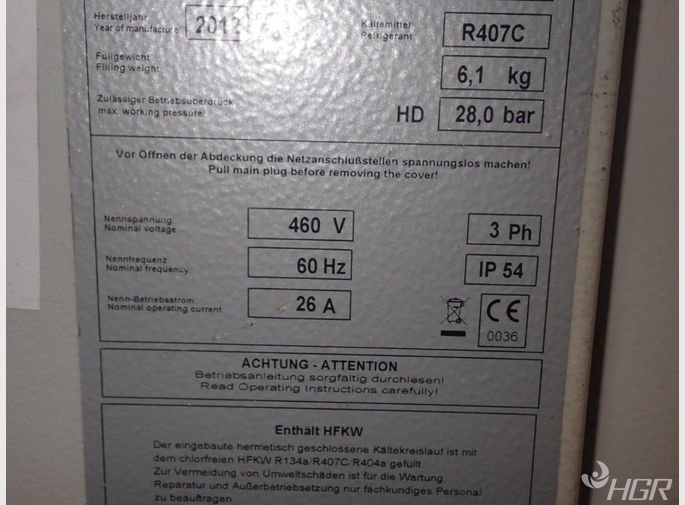 Herstelljahr
Year of manufacture
2012
Kältemittel
Refrigerant
R407C
Füllgewicht
Filling weight
6,1 kg
Zulässiger Betriebsüberdruck
max. working pressure
HD 28,0 bar
Vor Öffnen der Abdeckung die Netzanschlußstellen spannungslos machen!
Pull main plug before removing the cover!
Nennspannung
Nominal voltage
460 V
3 Ph
Nennfrequenz
Nominal frequency
60 Hz
IP 54
Nenn-Betriebsstrom
Nominal operating current
26 A
CE
0036
ACHTUNG - ATTENTION
Betriebsanleitung sorgfältig durchlesen!
Read Operating Instructions carefully!
Enthält HFKW
Der eingebaute hermetisch geschlossene Kältekreislauf ist mit
dem chlorfreien HFKW R134a/R407C/R404a gefüllt
Zur Vermeidung von Umweltschäden ist für die Wartung,
Reparatur und Außerbetriebsetzung nur fachkundiges Personal
zu beauftragen
HGR